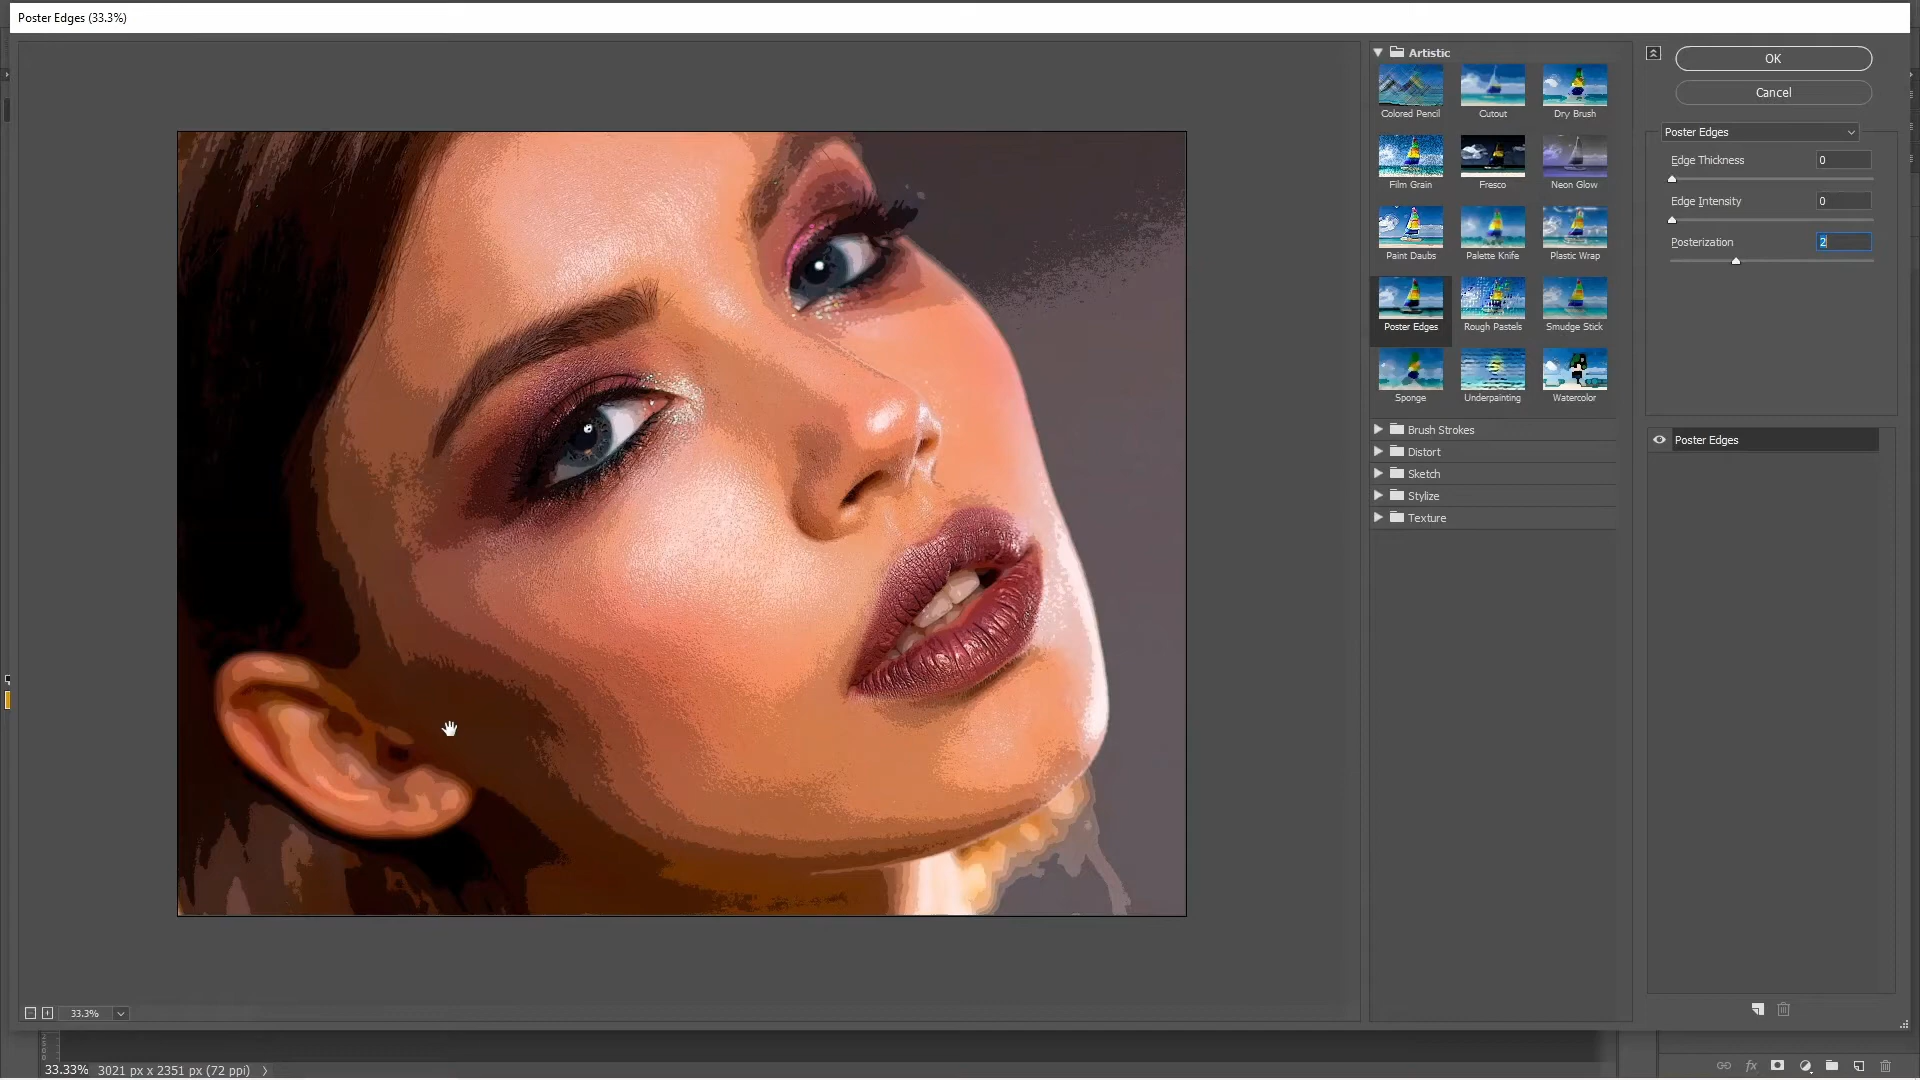 Poster Edges (33.3%)
Artistic
Colored Pencil
Cutout
Dry Brush
Film Grain
Fresco
Neon Glow
Paint Daubs
Palette Knife
Plastic Wrap
Poster Edges
Rough Pastels
Smudge Stick
Sponge
Underpainting
Watercolor
Brush Strokes
Distort
Sketch
Stylize
Texture
OK
Cancel
Poster Edges
Edge Thickness 0
Edge Intensity 0
Posterization 2
Poster Edges
33.3%
33.33% 3021 px x 2351 px (72 ppi)
fx